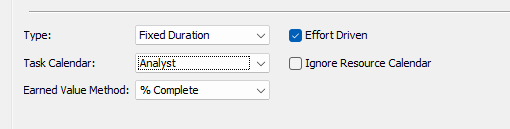 Type: Fixed Duration Effort Driven
Task Calendar: Analyst Ignore Resource Calendar
Earned Value Method: % Complete